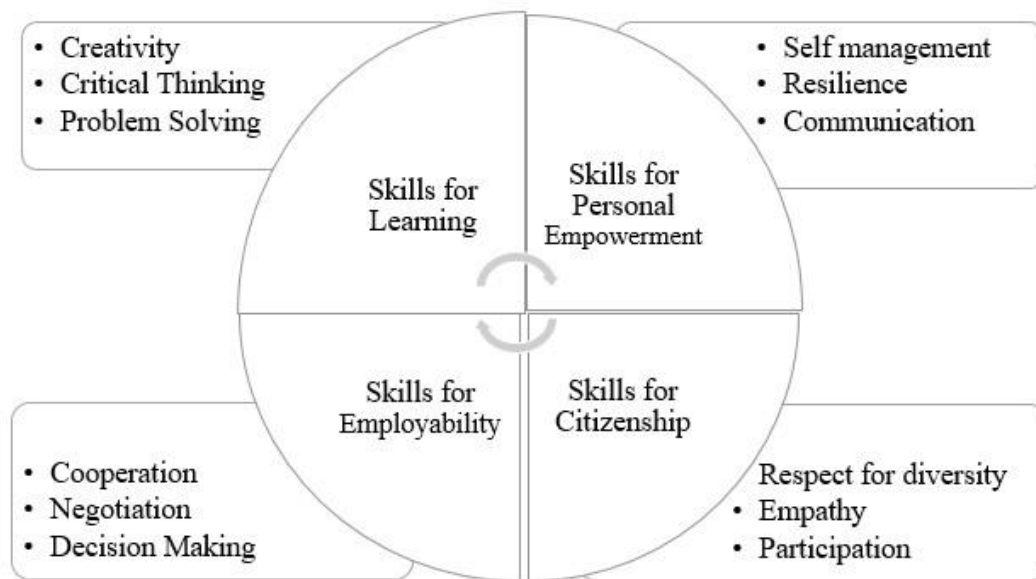 • Creativity
• Critical Thinking
• Problem Solving
• Self management
• Resilience
• Communication
Skills for
Learning
Skills for
Personal
Empowerment
Skills for
Employability
Skills for
Citizenship
• Cooperation
• Negotiation
• Decision Making
Respect for diversity
• Empathy
• Participation